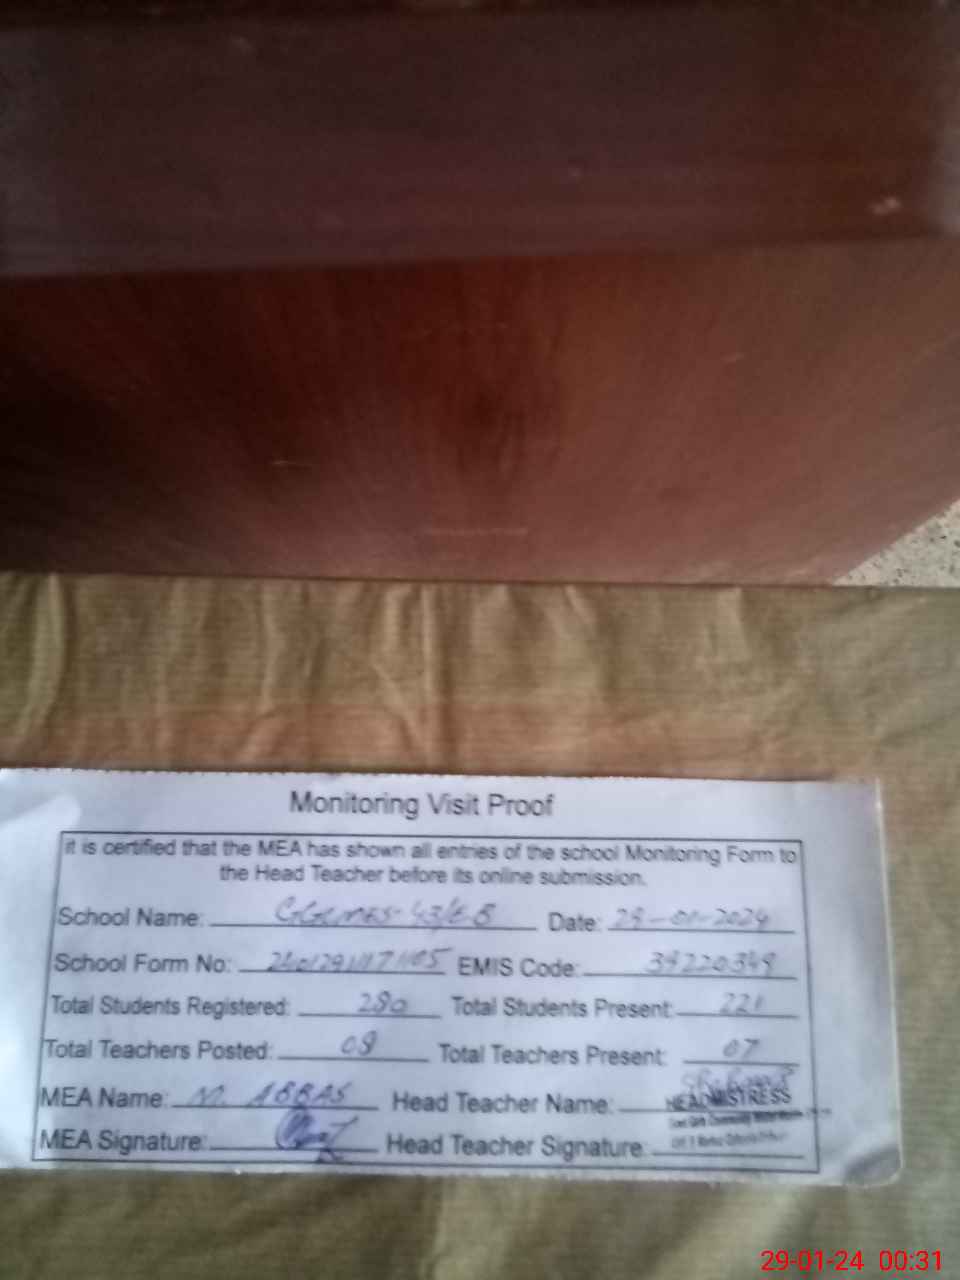 Monitoring Visit Proof
it is certified that the MEA has shown all entries of the school Monitoring Form to
the Head Teacher before its online submission.
School Name: Date: 29-01-2024
School Form No: EMIS Code: 39220349
Total Students Registered: 280 Total Students Present: 221
Total Teachers Posted: 08 Total Teachers Present: 07
MEA Name: M. ABBAS Head Teacher Name: HEADMISTRESS
MEA Signature: Head Teacher Signature:
29-01-24 00:31